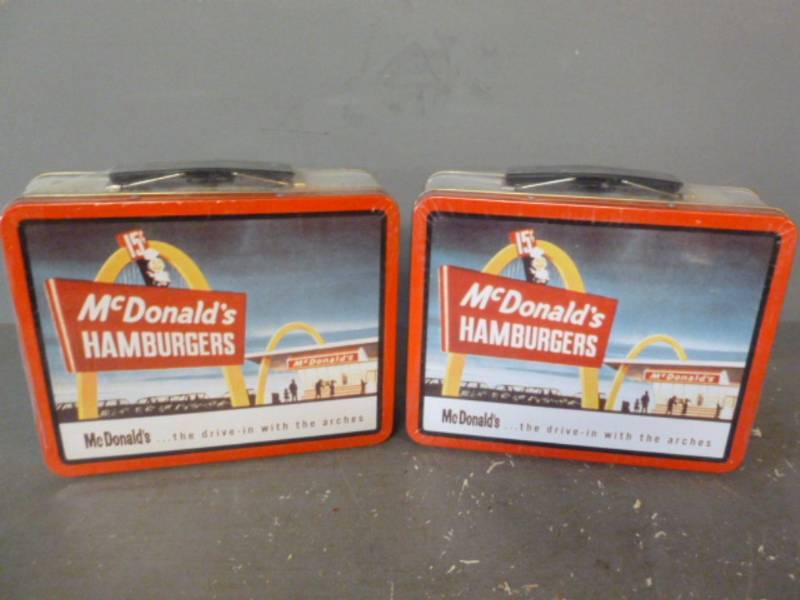 15¢
McDonald's
HAMBURGERS
McDonald's
McDonald's ...the drive-in with the arches
15¢
McDonald's
HAMBURGERS
McDonald's
McDonald's ...the drive-in with the arches